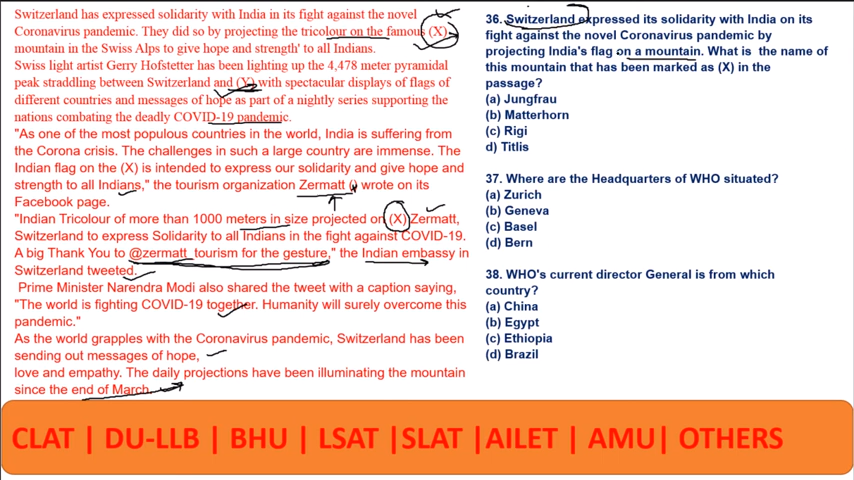 Switzerland has expressed solidarity with India in its fight against the novel
Coronavirus pandemic. They did so by projecting the tricolour on the famous (X)
mountain in the Swiss Alps to give hope and strength' to all Indians.
Swiss light artist Gerry Hofstetter has been lighting up the 4,478 meter pyramidal
peak straddling between Switzerland and (Y) with spectacular displays of flags of
different countries and messages of hope as part of a nightly series supporting the
nations combating the deadly COVID-19 pandemic.
"As one of the most populous countries in the world, India is suffering from
the Corona crisis. The challenges in such a large country are immense. The
Indian flag on the (X) is intended to express our solidarity and give hope and
strength to all Indians," the tourism organization Zermatt () wrote on its
Facebook page.
"Indian Tricolour of more than 1000 meters in size projected on (X) Zermatt,
Switzerland to express Solidarity to all Indians in the fight against COVID-19.
A big Thank You to @zermatt_tourism for the gesture," the Indian embassy in
Switzerland tweeted.
Prime Minister Narendra Modi also shared the tweet with a caption saying,
"The world is fighting COVID-19 together. Humanity will surely overcome this
pandemic."
As the world grapples with the Coronavirus pandemic, Switzerland has been
sending out messages of hope,
love and empathy. The daily projections have been illuminating the mountain
since the end of March.
36. Switzerland expressed its solidarity with India on its
fight against the novel Coronavirus pandemic by
projecting India's flag on a mountain. What is the name of
this mountain that has been marked as (X) in the
passage?
(a) Jungfrau
(b) Matterhorn
(c) Rigi
d) Titlis
37. Where are the Headquarters of WHO situated?
(a) Zurich
(b) Geneva
(c) Basel
(d) Bern
38. WHO's current director General is from which
country?
(a) China
(b) Egypt
(c) Ethiopia
(d) Brazil
CLAT | DU-LLB | BHU | LSAT |SLAT |AILET | AMU | OTHERS